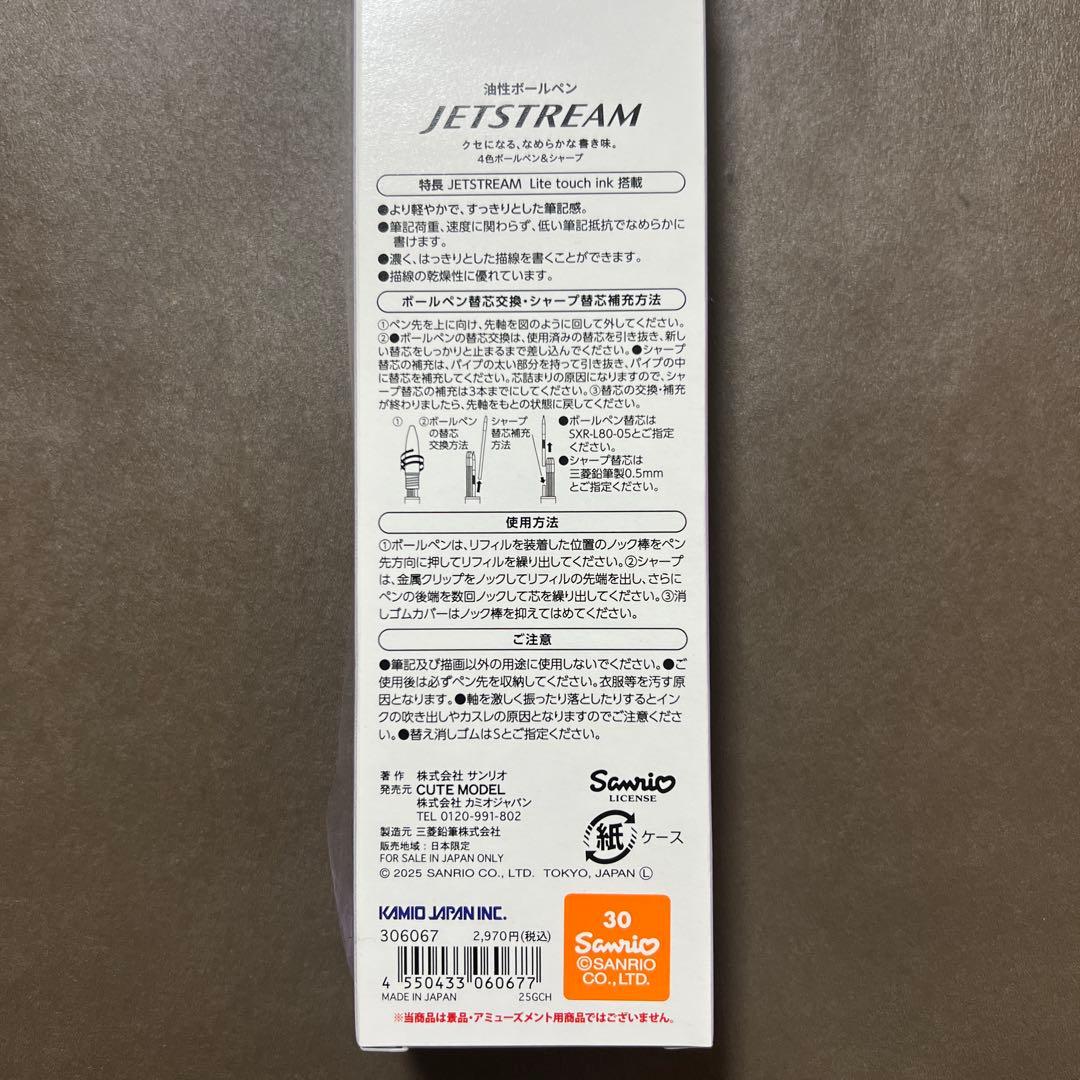 油性ボールペン
JETSTREAM
クセになる、なめらかな書き味。
4色ボールペン&シャープ
特長 JETSTREAM Lite touch ink 搭載
●より軽やかで、すっきりとした筆記感。
●筆記荷重、速度に関わらず、低い筆記抵抗でなめらかに
書けます。
●濃く、はっきりとした描線を書くことができます。
●描線の乾燥性に優れています。
ボールペン替芯交換・シャープ替芯補充方法
①ペン先を上に向け、先軸を図のように回して外してください。
②●ボールペンの替芯交換は、使用済みの替芯を引き抜き、新し
い替芯をしっかりと止まるまで差し込んでください。●シャープ
替芯の補充は、パイプの太い部分を持って引き抜き、パイプの中
に替芯を補充してください。芯詰まりの原因になりますので、シャ
ープ替芯の補充は3本までにしてください。③替芯の交換・補充
が終わりましたら、先軸をもとの状態に戻してください。
①
②ボールペン
の替芯
交換方法
シャープ
替芯補充
方法
●ボールペン替芯は
SXR-L80-05とご指定
ください。
●シャープ替芯は
三菱鉛筆製0.5mm
とご指定ください。
使用方法
①ボールペンは、リフィルを装着した位置のノック棒をペン
先方向に押してリフィルを繰り出してください。②シャープ
は、金属クリップをノックしてリフィルの先端を出し、さらに
ペンの後端を数回ノックして芯を繰り出してください。③消
しゴムカバーはノック棒を抑えてはめてください。
ご注意
●筆記及び描画以外の用途に使用しないでください。●ご
使用後は必ずペン先を収納してください。衣服等を汚す原
因となります。●軸を激しく振ったり落としたりするとイン
クの吹き出しやカスレの原因となりますのでご注意くださ
い。●替え消しゴムはSとご指定ください。
著 作 株式会社 サンリオ
発売元 CUTE MODEL
株式会社 カミオジャパン
TEL 0120-991-802
製造元 三菱鉛筆株式会社
販売地域：日本限定
FOR SALE IN JAPAN ONLY
© 2025 SANRIO CO., LTD. TOKYO, JAPAN Ⓛ
Sanrio
LICENSE
紙 ケース
KAMIO JAPAN INC.
306067 2,970円(税込)
4 550433 060677
MADE IN JAPAN 25GCH
30
Sanrio
©SANRIO
CO.,LTD.
※当商品は景品・アミューズメント用商品ではございません。